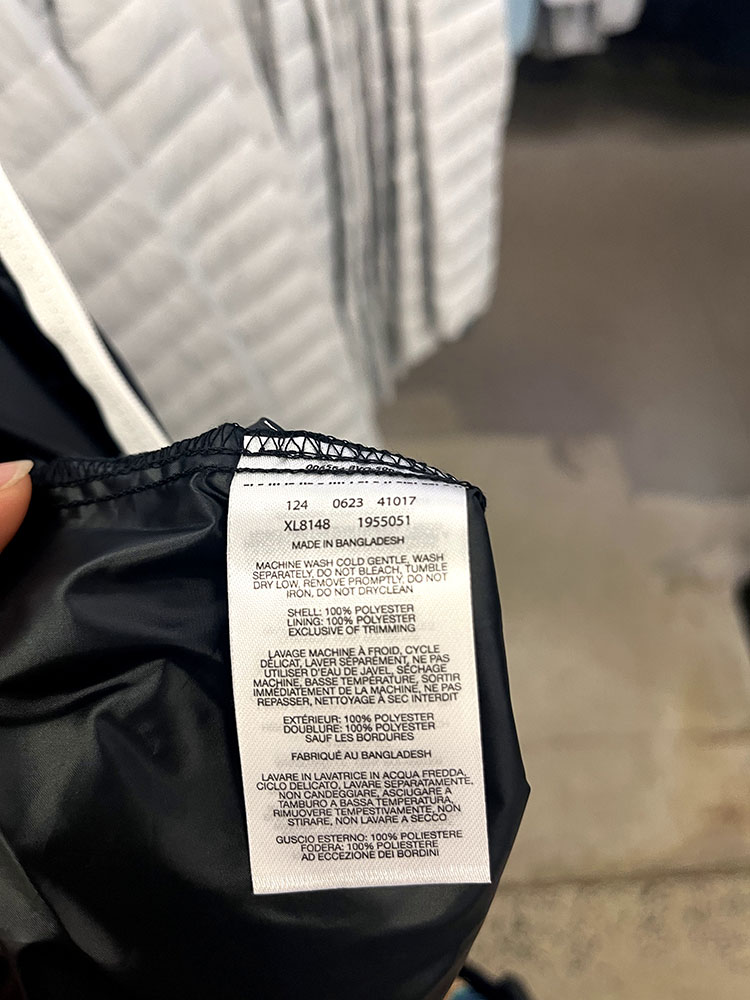 124 0623 41017
XL8148 1955051
MADE IN BANGLADESH
MACHINE WASH COLD GENTLE, WASH
SEPARATELY, DO NOT BLEACH, TUMBLE
DRY LOW, REMOVE PROMPTLY, DO NOT
IRON, DO NOT DRYCLEAN
SHELL: 100% POLYESTER
LINING: 100% POLYESTER
EXCLUSIVE OF TRIMMING
LAVAGE MACHINE À FROID, CYCLE
DÉLICAT, LAVER SÉPARÉMENT, NE PAS
UTILISER D'EAU DE JAVEL, SÉCHAGE
MACHINE, BASSE TEMPÉRATURE, SORTIR
IMMÉDIATEMENT DE LA MACHINE, NE PAS
REPASSER, NETTOYAGE À SEC INTERDIT
EXTÉRIEUR: 100% POLYESTER
DOUBLURE: 100% POLYESTER
SAUF LES BORDURES
FABRIQUÉ AU BANGLADESH
LAVARE IN LAVATRICE IN ACQUA FREDDA,
CICLO DELICATO, LAVARE SEPARATAMENTE,
NON CANDEGGIARE, ASCIUGARE A
TAMBURO A BASSA TEMPERATURA,
RIMUOVERE TEMPESTIVAMENTE, NON
STIRARE, NON LAVARE A SECCO
GUSCIO ESTERNO: 100% POLIESTERE
FODERA: 100% POLIESTERE
AD ECCEZIONE DEI BORDINI